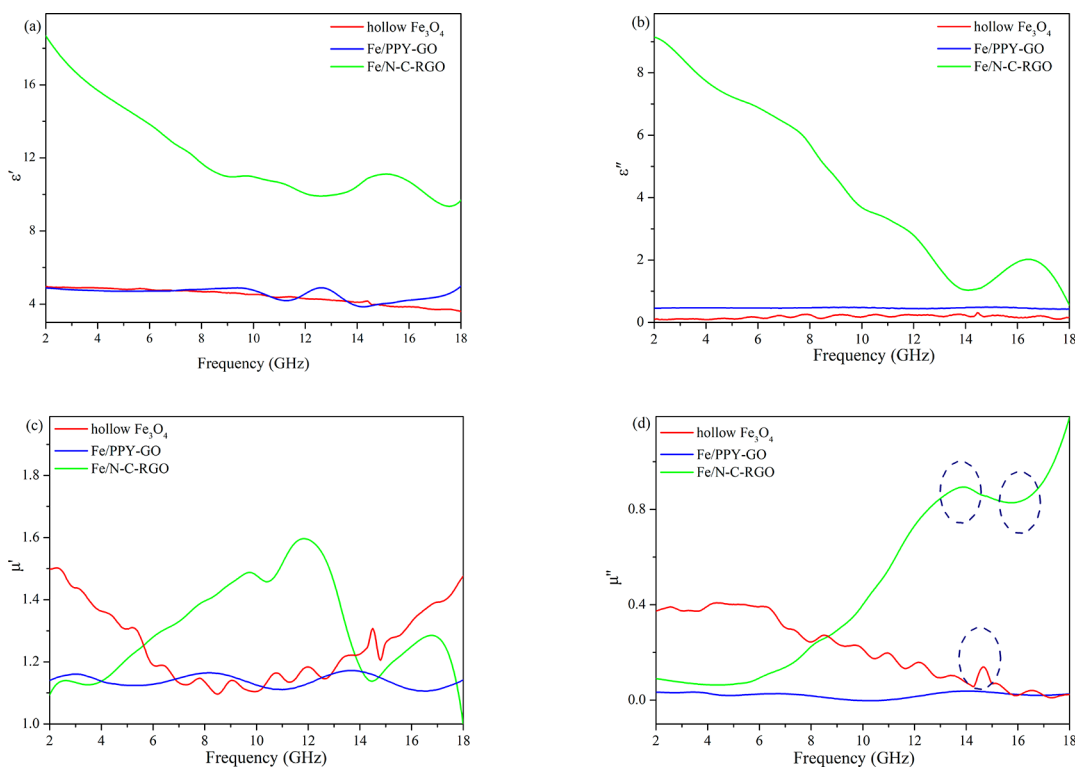 (a)
hollow Fe₃O₄
Fe/PPY-GO
Fe/N-C-RGO
16
12
8
4
ε′
2 4 6 8 10 12 14 16 18
Frequency (GHz)
(b)
hollow Fe₃O₄
Fe/PPY-GO
Fe/N-C-RGO
8
6
4
2
0
ε″
2 4 6 8 10 12 14 16 18
Frequency (GHz)
(c)
hollow Fe₃O₄
Fe/PPY-GO
Fe/N-C-RGO
1.8
1.6
1.4
1.2
1.0
μ'
2 4 6 8 10 12 14 16 18
Frequency (GHz)
(d)
hollow Fe₃O₄
Fe/PPY-GO
Fe/N-C-RGO
0.8
0.4
0.0
μ"
2 4 6 8 10 12 14 16 18
Frequency (GHz)